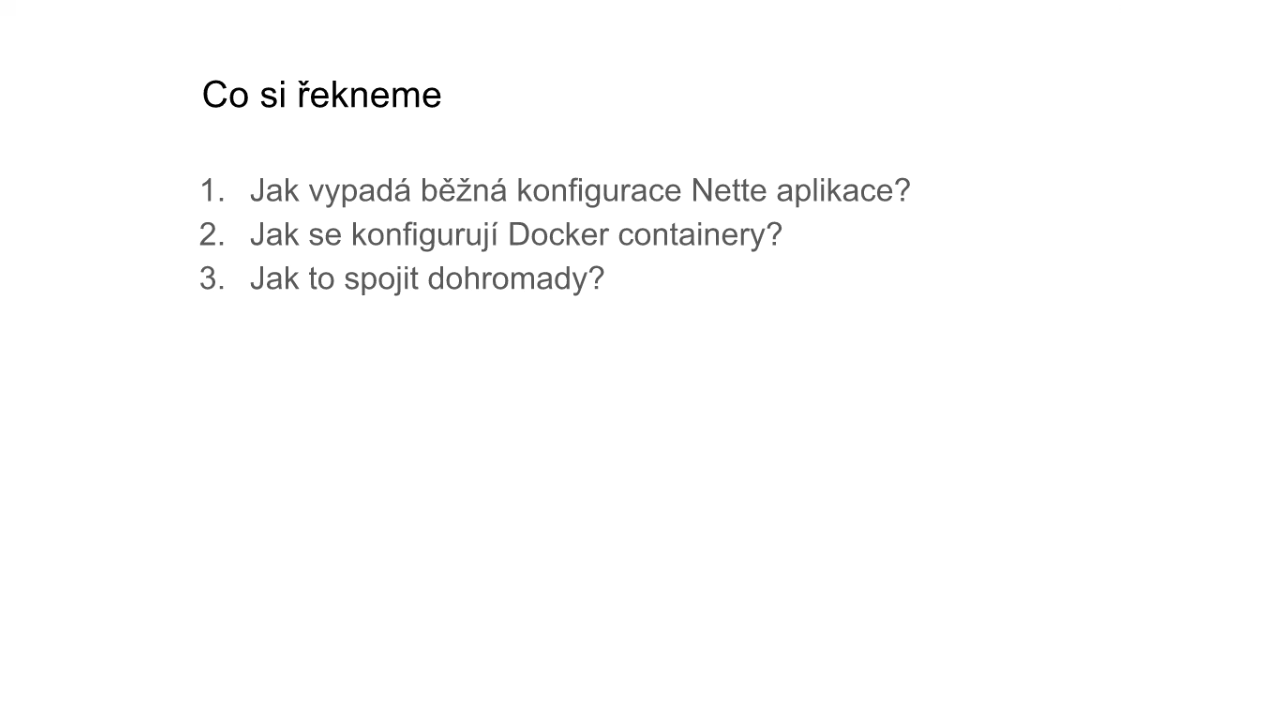 Co si řekneme
1. Jak vypadá běžná konfigurace Nette aplikace?
2. Jak se konfigurují Docker containery?
3. Jak to spojit dohromady?